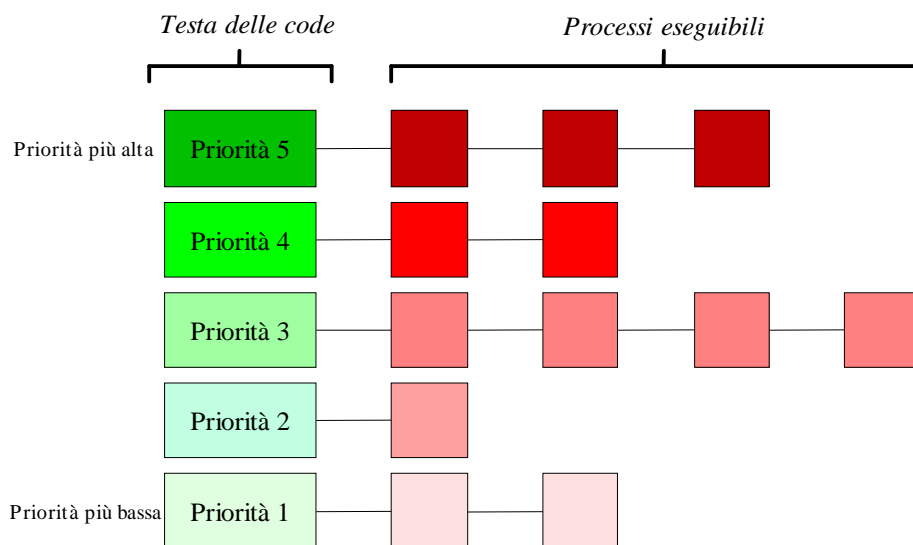 Testa delle code
Processi eseguibili
Priorità più alta
Priorità 5
Priorità 4
Priorità 3
Priorità 2
Priorità più bassa
Priorità 1